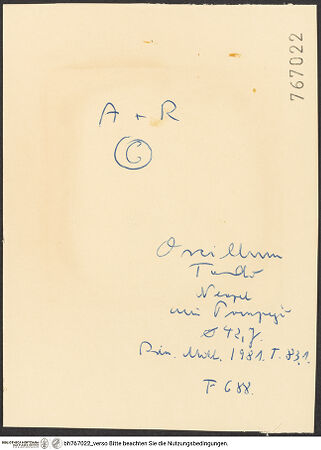 767022
A + R
C
Oscillum
Tondo
Neapel
aus Pompeji
Röm. Mitt. 1981. T. 83,1.
F 688.
bh767022_verso Bitte beachten Sie die Nutzungsbedingungen.